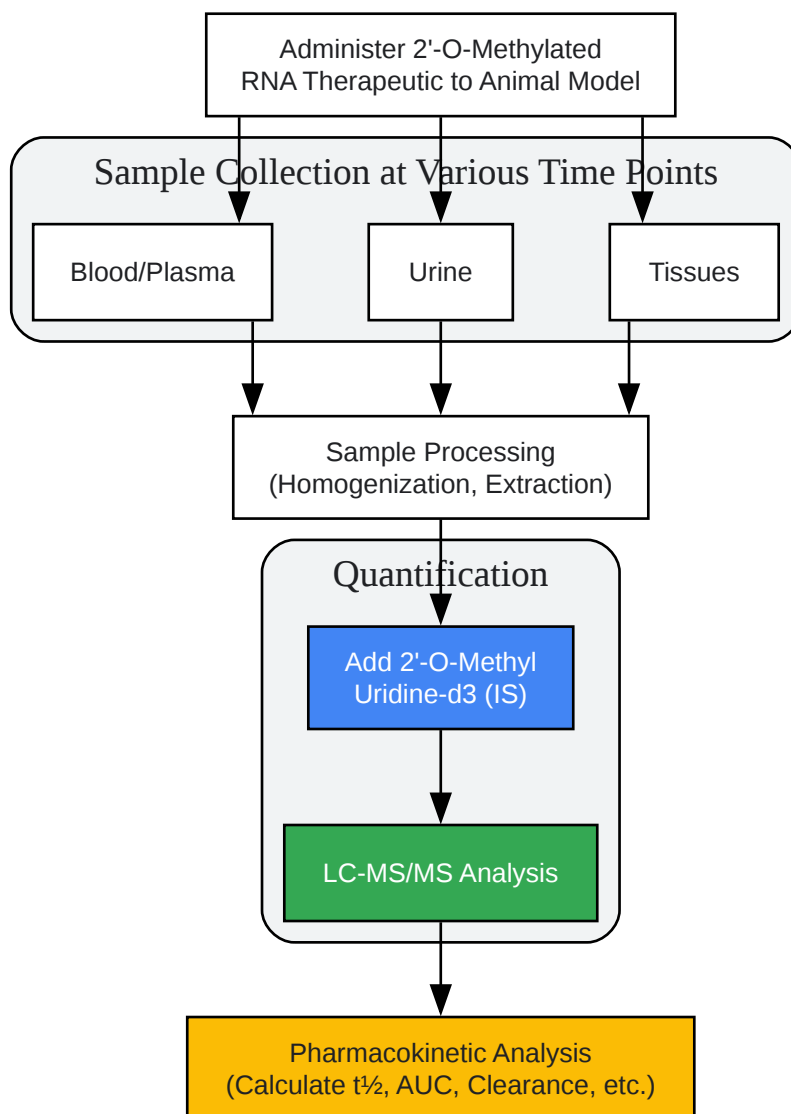 Administer 2'-O-Methylated
RNA Therapeutic to Animal Model
Sample Collection at Various Time Points
Blood/Plasma
Urine
Tissues
Sample Processing
(Homogenization, Extraction)
Quantification
Add 2'-O-Methyl
Uridine-d3 (IS)
LC-MS/MS Analysis
Pharmacokinetic Analysis
(Calculate t½, AUC, Clearance, etc.)